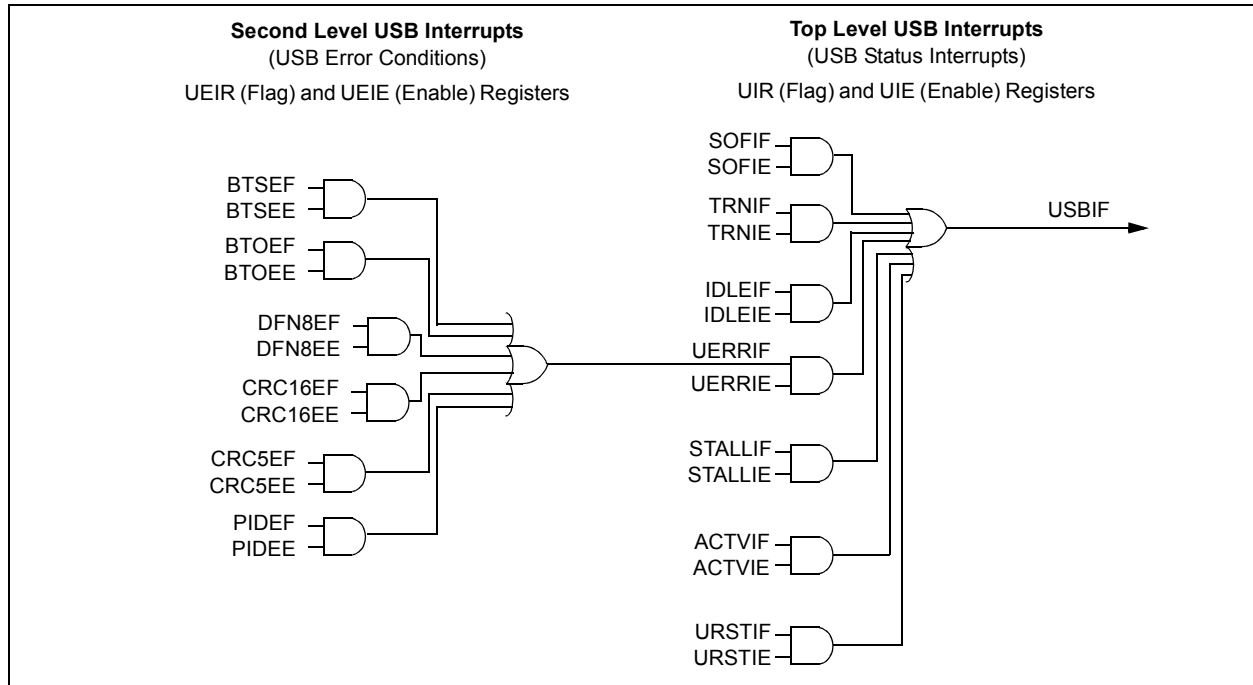 Second Level USB Interrupts
(USB Error Conditions)
UEIR (Flag) and UEIE (Enable) Registers
BTSEF
BTSEE
BTOEF
BTOEE
DFN8EF
DFN8EE
CRC16EF
CRC16EE
CRC5EF
CRC5EE
PIDEF
PIDEE
Top Level USB Interrupts
(USB Status Interrupts)
UIR (Flag) and UIE (Enable) Registers
SOFIF
SOFIE
TRNIF
TRNIE
IDLEIF
IDLEIE
UERRIF
UERRIE
STALLIF
STALLIE
ACTVIF
ACTVIE
URSTIF
URSTIE
USBIF